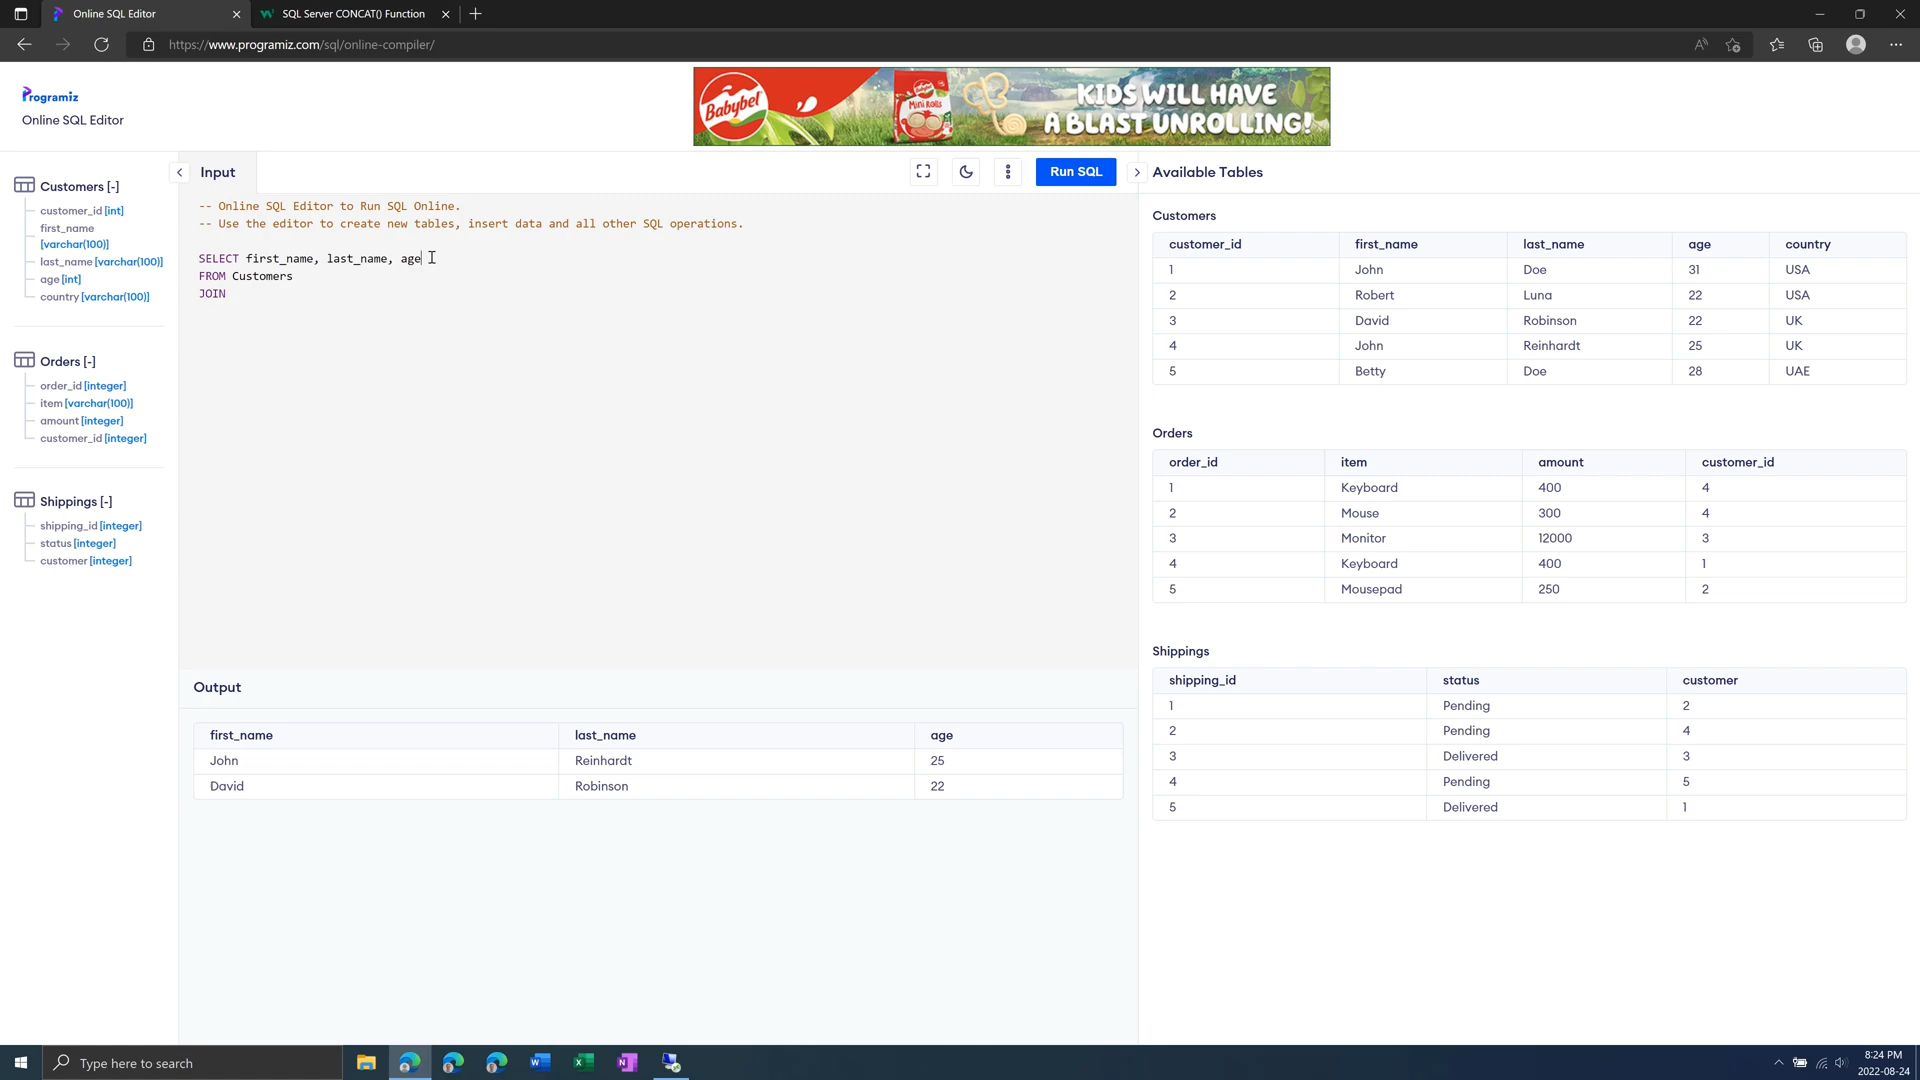 Online SQL Editor
SQL Server CONCAT() Function
https://www.programiz.com/sql/online-compiler/
Programiz
Online SQL Editor
Babybel
Babybel
Mini Rolls
KIDS WILL HAVE
A BLAST UNROLLING!
Customers [-]
customer_id [int]
first_name
[varchar(100)]
last_name [varchar(100)]
age [int]
country [varchar(100)]
Orders [-]
order_id [integer]
item [varchar(100)]
amount [integer]
customer_id [integer]
Shippings [-]
shipping_id [integer]
status [integer]
customer [integer]
Input
Run SQL
-- Online SQL Editor to Run SQL Online.
-- Use the editor to create new tables, insert data and all other SQL operations.
SELECT first_name, last_name, age
FROM Customers
JOIN
Output
first_name last_name age
John Reinhardt 25
David Robinson 22
Available Tables
Customers
customer_id first_name last_name age country
1 John Doe 31 USA
2 Robert Luna 22 USA
3 David Robinson 22 UK
4 John Reinhardt 25 UK
5 Betty Doe 28 UAE
Orders
order_id item amount customer_id
1 Keyboard 400 4
2 Mouse 300 4
3 Monitor 12000 3
4 Keyboard 400 1
5 Mousepad 250 2
Shippings
shipping_id status customer
1 Pending 2
2 Pending 4
3 Delivered 3
4 Pending 5
5 Delivered 1
Type here to search
8:24 PM
2022-08-24